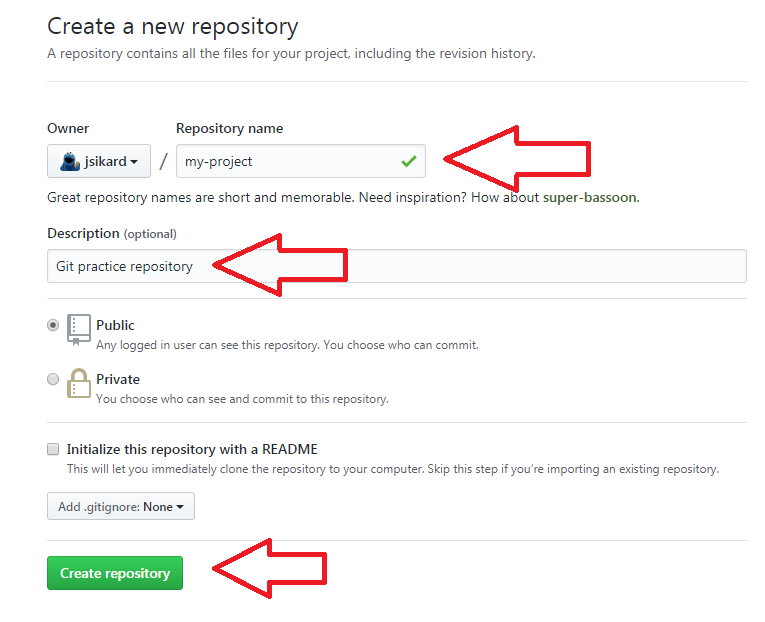 Create a new repository
A repository contains all the files for your project, including the revision history.
Owner Repository name
jsikard / my-project
Great repository names are short and memorable. Need inspiration? How about super-bassoon.
Description (optional)
Git practice repository
Public
Any logged in user can see this repository. You choose who can commit.
Private
You choose who can see and commit to this repository.
Initialize this repository with a README
This will let you immediately clone the repository to your computer. Skip this step if you’re importing an existing repository.
Add .gitignore: None
Create repository